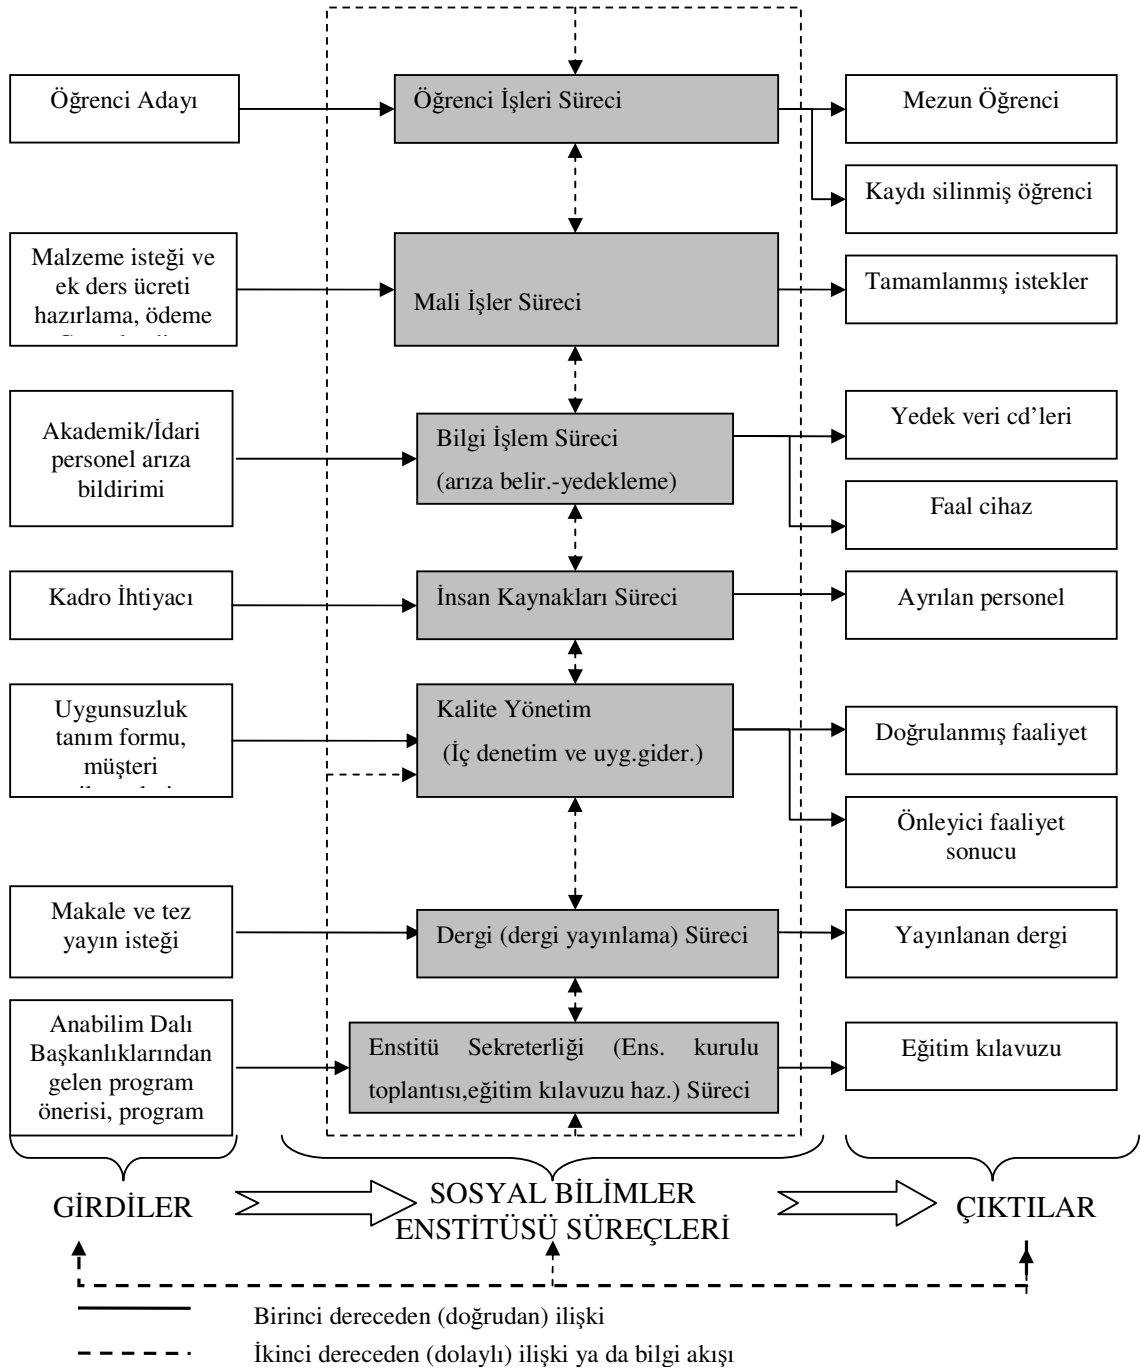 Öğrenci Adayı
Öğrenci İşleri Süreci
Mezun Öğrenci
Kaydı silinmiş öğrenci
Malzeme isteği ve
ek ders ücreti
hazırlama, ödeme
Mali İşler Süreci
Tamamlanmış istekler
Akademik/İdari
personel arıza
bildirimi
Bilgi İşlem Süreci
(arıza belir.-yedekleme)
Yedek veri cd’leri
Faal cihaz
Kadro İhtiyacı
İnsan Kaynakları Süreci
Ayrılan personel
Uygunsuzluk
tanım formu,
müşteri
Kalite Yönetim
(İç denetim ve uyg.gider.)
Doğrulanmış faaliyet
Önleyici faaliyet
sonucu
Makale ve tez
yayın isteği
Dergi (dergi yayınlama) Süreci
Yayınlanan dergi
Anabilim Dalı
Başkanlıklarından
gelen program
önerisi, program
Enstitü Sekreterliği (Ens. kurulu
toplantısı,eğitim kılavuzu haz.) Süreci
Eğitim kılavuzu
GİRDİLER
SOSYAL BİLİMLER
ENSTİTÜSÜ SÜREÇLERİ
ÇIKTILAR
Birinci dereceden (doğrudan) ilişki
İkinci dereceden (dolaylı) ilişki ya da bilgi akışı